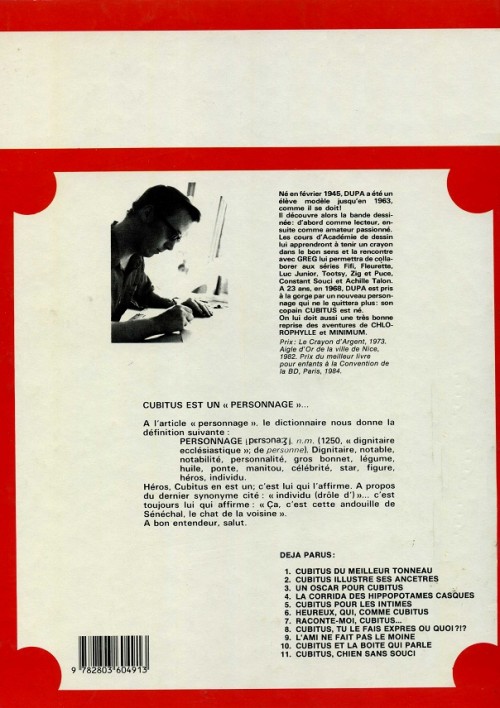 Né en février 1945, DUPA a été un
élève modèle jusqu'en 1963,
comme il se doit!
Il découvre alors la bande dessi-
née: d'abord comme lecteur, en-
suite comme amateur passionné.
Les cours d'Académie de dessin
lui apprendront à tenir un crayon
dans le bon sens et la rencontre
avec GREG lui permettra de colla-
borer aux séries Fifi, Fleurette,
Luc Junior, Tootsy, Zig et Puce,
Constant Souci et Achille Talon.
A 23 ans, en 1968, DUPA est pris
à la gorge par un nouveau person-
nage qui ne le quittera plus: son
copain CUBITUS est né.
On lui doit aussi une très bonne
reprise des aventures de CHLO-
ROPHYLLE et MINIMUM.
Prix: Le Crayon d'Argent, 1973.
Aigle d'Or de la ville de Nice,
1982. Prix du meilleur livre
pour enfants à la Convention de
la BD, Paris, 1984.
CUBITUS EST UN « PERSONNAGE »...
A l'article « personnage », le dictionnaire nous donne la
définition suivante :
PERSONNAGE [pɛrsɔnaʒ], n.m. (1250, « dignitaire
ecclésiastique »; de personne). Dignitaire, notable,
notabilité, personnalité, gros bonnet, légume,
huile, ponte, manitou, célébrité, star, figure,
héros, individu.
Héros, Cubitus en est un; c'est lui qui l'affirme. A propos
du dernier synonyme cité : « individu (drôle d') »... c'est
toujours lui qui affirme : « Ça, c'est cette andouille de
Sénéchal, le chat de la voisine ».
A bon entendeur, salut.
DEJA PARUS:
1. CUBITUS DU MEILLEUR TONNEAU
2. CUBITUS ILLUSTRE SES ANCETRES
3. UN OSCAR POUR CUBITUS
4. LA CORRIDA DES HIPPOPOTAMES CASQUES
5. CUBITUS POUR LES INTIMES
6. HEUREUX, QUI, COMME CUBITUS
7. RACONTE-MOI, CUBITUS...
8. CUBITUS, TU LE FAIS EXPRES OU QUOI?!?
9. L'AMI NE FAIT PAS LE MOINE
10. CUBITUS ET LA BOITE QUI PARLE
11. CUBITUS, CHIEN SANS SOUCI
9 782803 604913